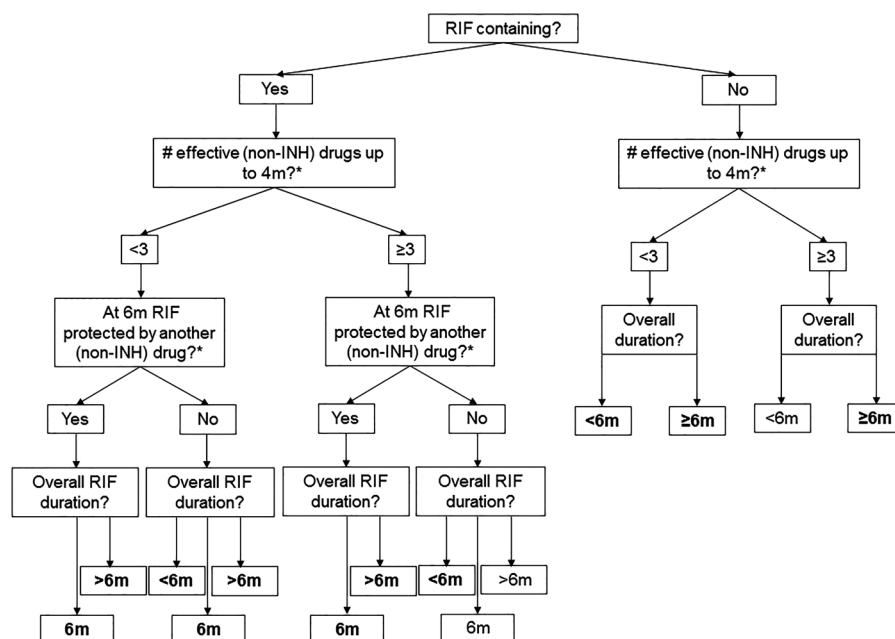 RIF containing?
Yes
No
# effective (non-INH) drugs up
to 4m?*
# effective (non-INH) drugs up
to 4m?*
<3
≥3
<3
≥3
At 6m RIF
protected by another
(non-INH) drug?*
At 6m RIF
protected by another
(non-INH) drug?*
Overall
duration?
Overall
duration?
Yes
No
Yes
No
<6m
≥6m
<6m
≥6m
Overall RIF
duration?
Overall RIF
duration?
Overall RIF
duration?
Overall RIF
duration?
>6m
<6m
>6m
>6m
<6m
>6m
6m
6m
6m
6m